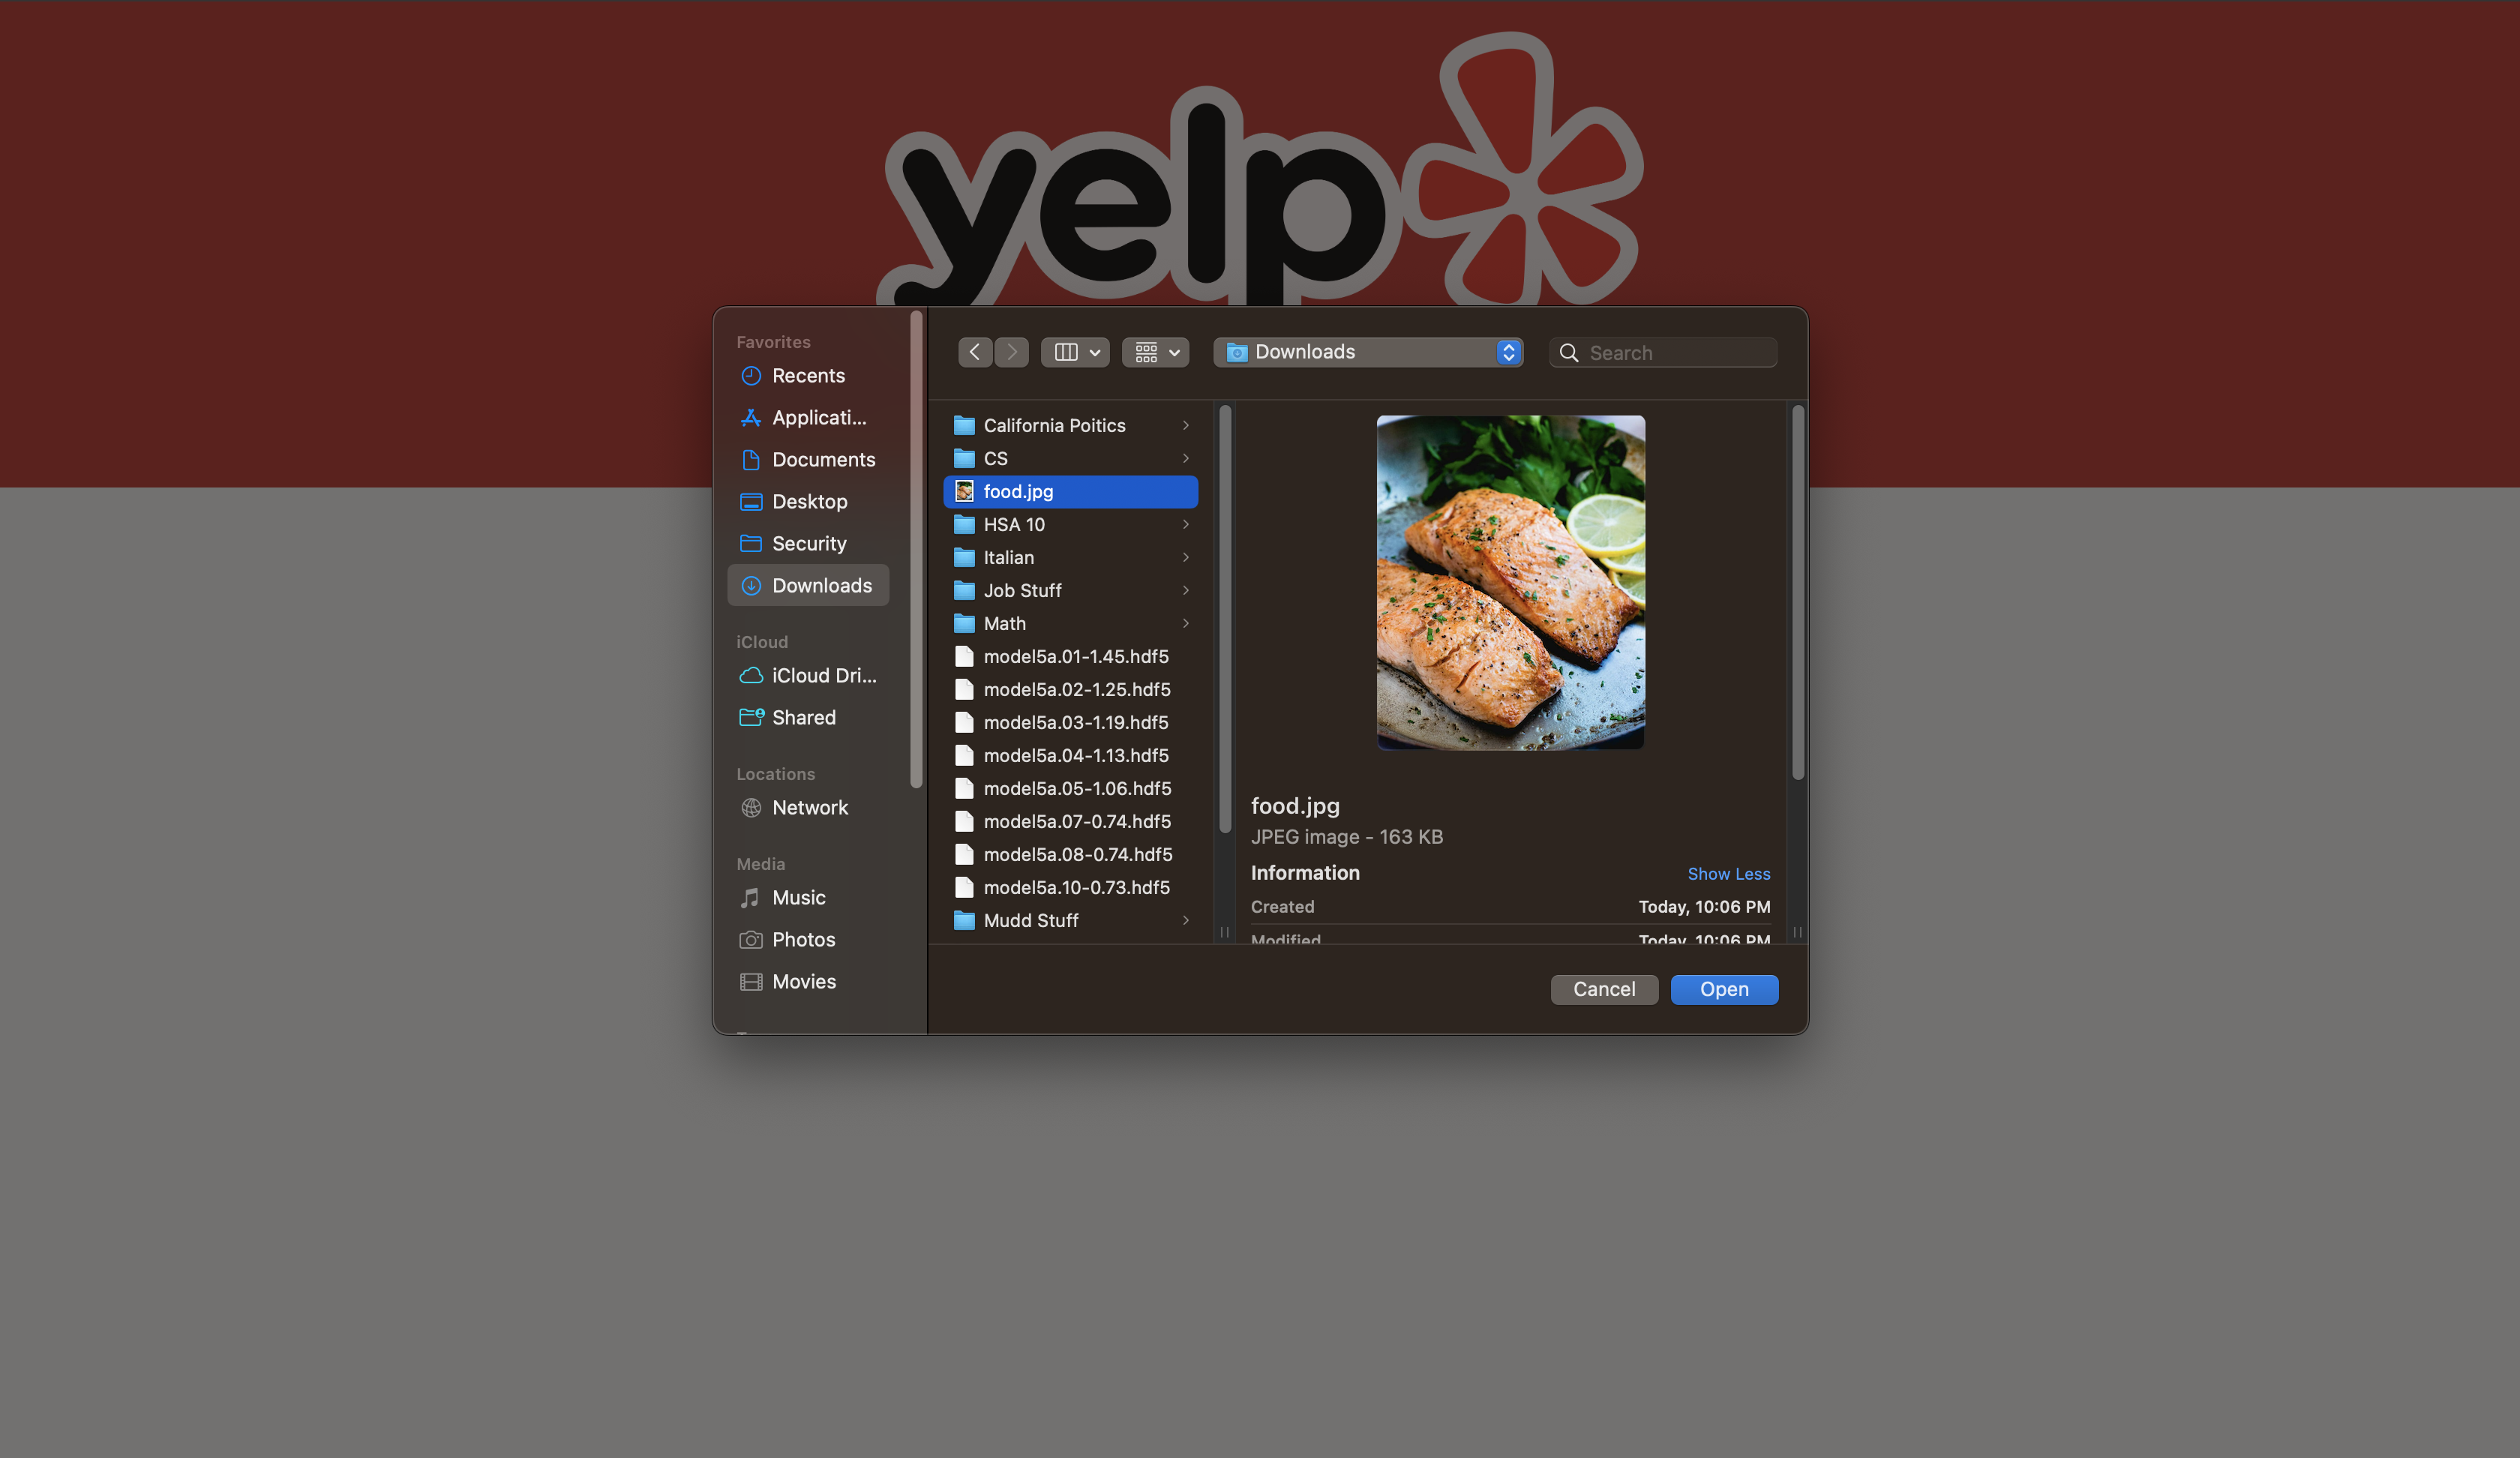 yelp
Favorites
Recents
Applicati...
Documents
Desktop
Security
Downloads
iCloud
iCloud Dri...
Shared
Locations
Network
Media
Music
Photos
Movies
Downloads
Search
California Poitics
CS
food.jpg
HSA 10
Italian
Job Stuff
Math
model5a.01-1.45.hdf5
model5a.02-1.25.hdf5
model5a.03-1.19.hdf5
model5a.04-1.13.hdf5
model5a.05-1.06.hdf5
model5a.07-0.74.hdf5
model5a.08-0.74.hdf5
model5a.10-0.73.hdf5
Mudd Stuff
food.jpg
JPEG image - 163 KB
Information Show Less
Created Today, 10:06 PM
Modified Today, 10:06 PM
Cancel Open